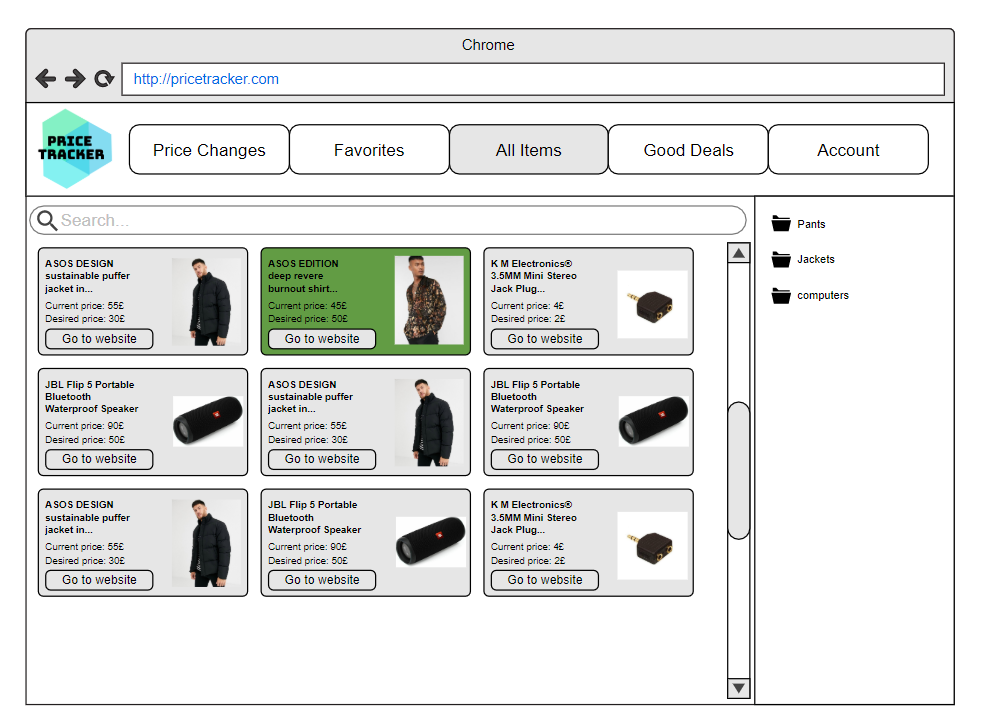 Chrome
http://pricetracker.com
PRICE
TRACKER
Price Changes
Favorites
All Items
Good Deals
Account
Search...
ASOS DESIGN
sustainable puffer
jacket in...
Current price: 55£
Desired price: 30£
Go to website
ASOS EDITION
deep revere
burnout shirt...
Current price: 45£
Desired price: 50£
Go to website
K M Electronics®
3.5MM Mini Stereo
Jack Plug...
Current price: 4£
Desired price: 2£
Go to website
JBL Flip 5 Portable
Bluetooth
Waterproof Speaker
Current price: 90£
Desired price: 50£
Go to website
ASOS DESIGN
sustainable puffer
jacket in...
Current price: 55£
Desired price: 30£
Go to website
JBL Flip 5 Portable
Bluetooth
Waterproof Speaker
Current price: 90£
Desired price: 50£
Go to website
ASOS DESIGN
sustainable puffer
jacket in...
Current price: 55£
Desired price: 30£
Go to website
JBL Flip 5 Portable
Bluetooth
Waterproof Speaker
Current price: 90£
Desired price: 50£
Go to website
K M Electronics®
3.5MM Mini Stereo
Jack Plug...
Current price: 4£
Desired price: 2£
Go to website
Pants
Jackets
computers